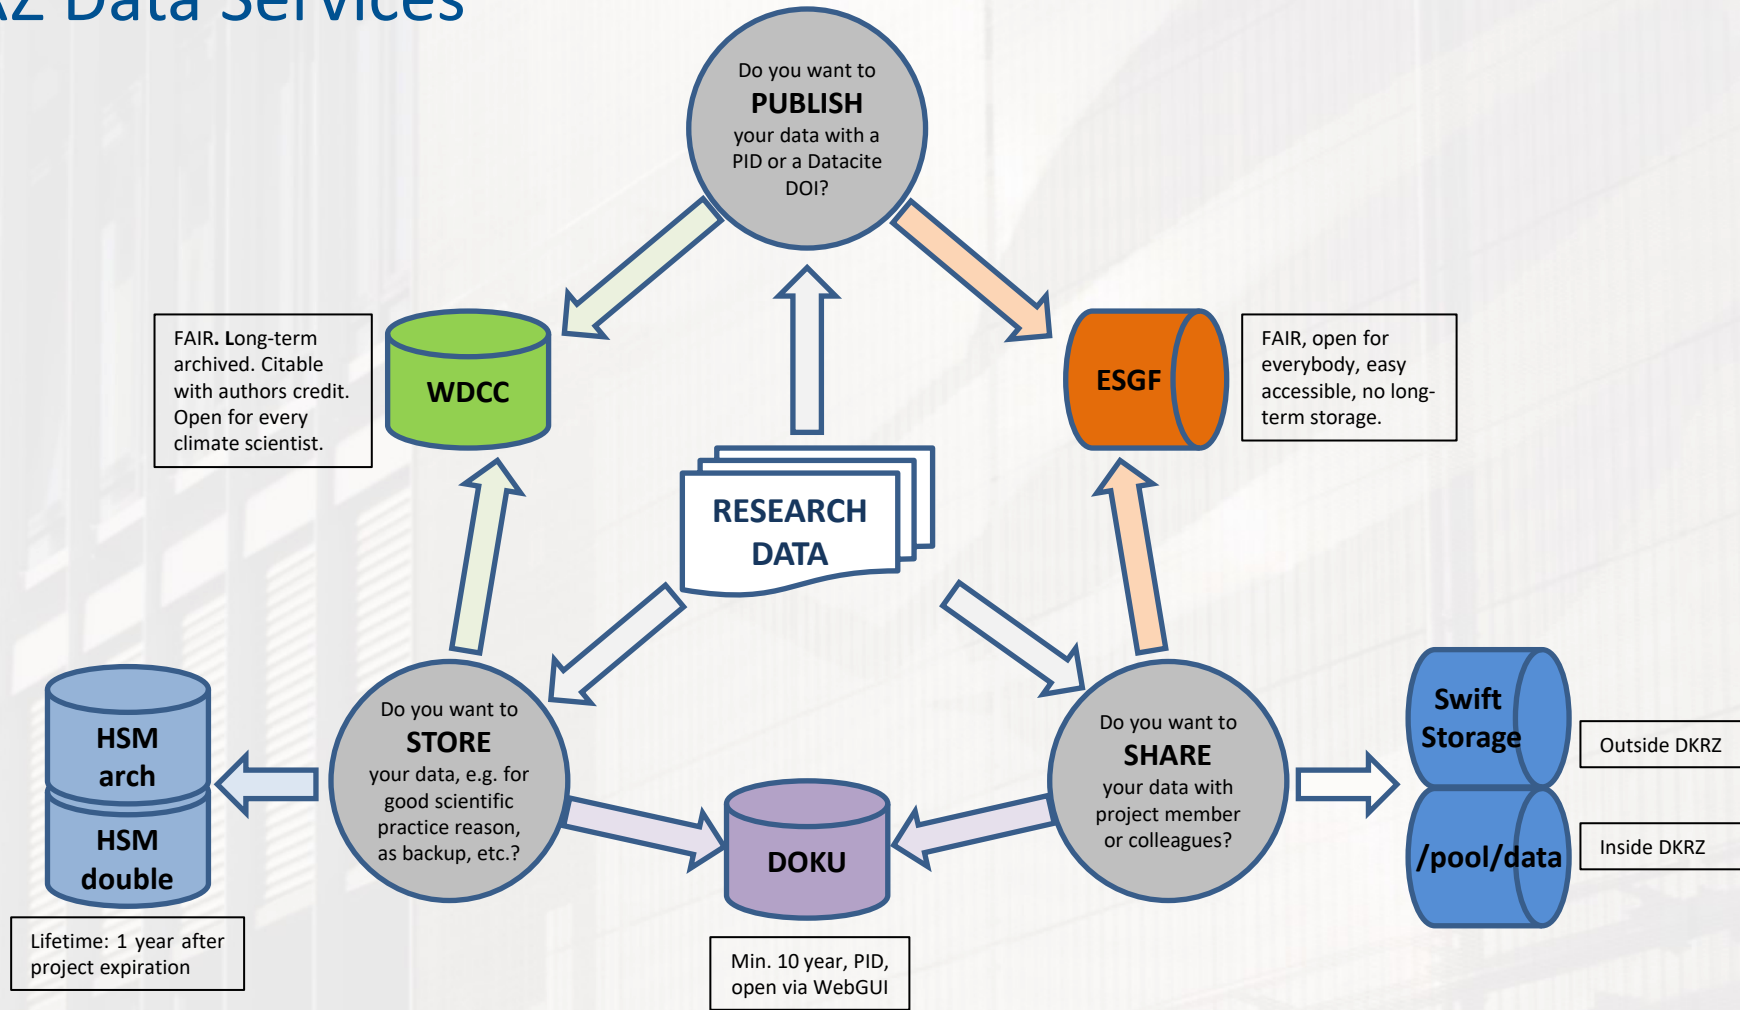 Z Data Services
Do you want to
PUBLISH
your data with a
PID or a Datacite
DOI?
FAIR. Long-term
archived. Citable
with authors credit.
Open for every
climate scientist.
WDCC
ESGF
FAIR, open for
everybody, easy
accessible, no long-
term storage.
RESEARCH
DATA
HSM
arch
HSM
double
Lifetime: 1 year after
project expiration
Do you want to
STORE
your data, e.g. for
good scientific
practice reason,
as backup, etc.?
DOKU
Min. 10 year, PID,
open via WebGUI
Do you want to
SHARE
your data with
project member
or colleagues?
Swift
Storage
Outside DKRZ
/pool/data
Inside DKRZ